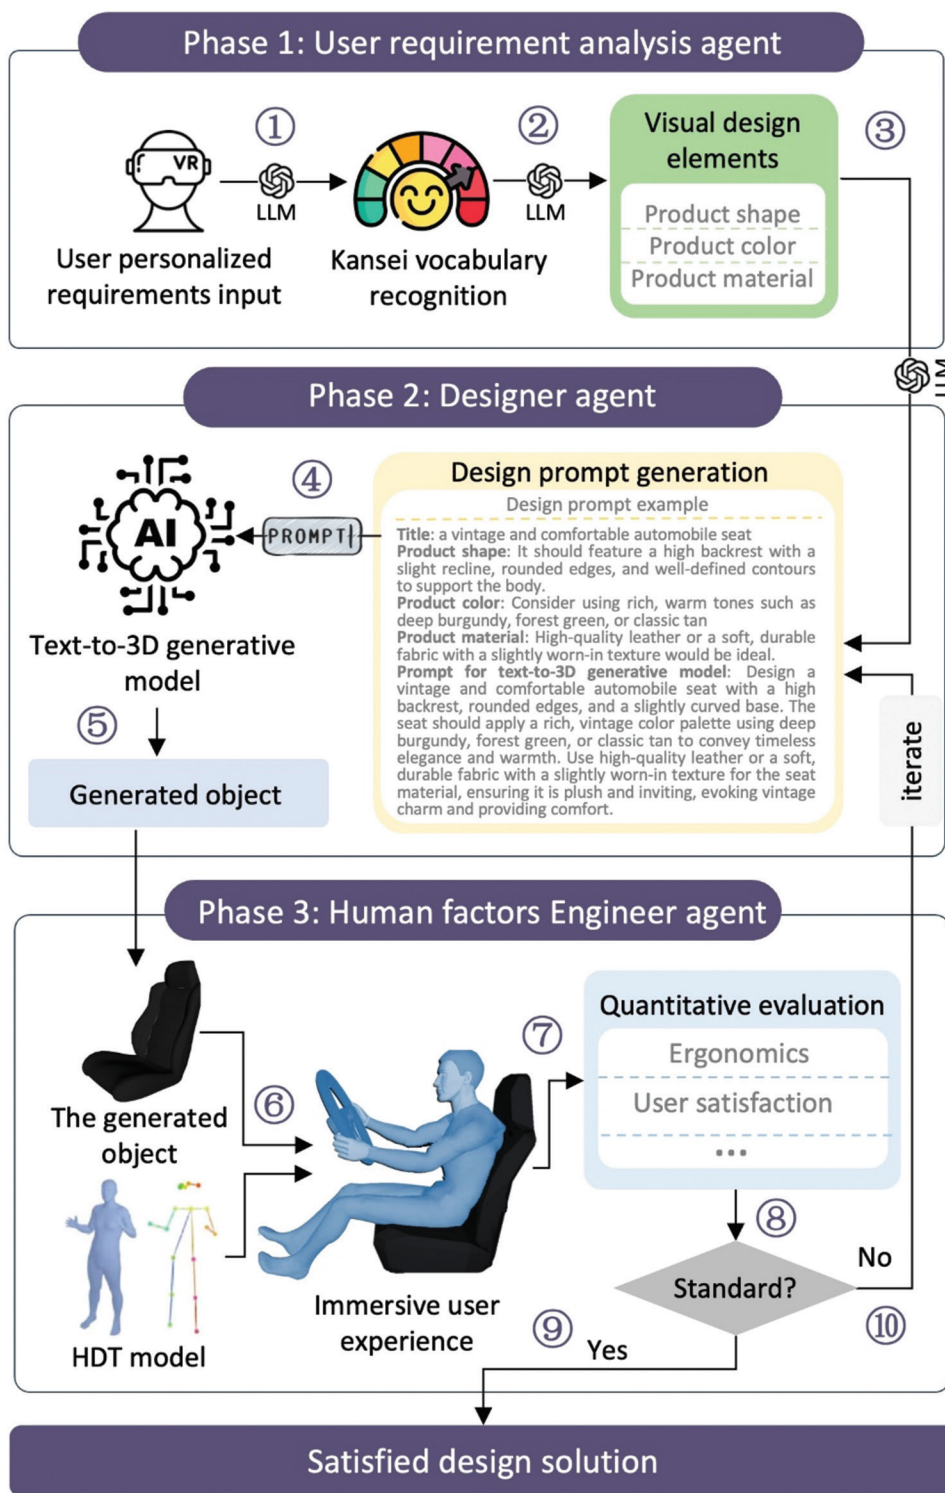 Phase 1: User requirement analysis agent
VR
①
LLM
②
LLM
③
User personalized
requirements input
Kansei vocabulary
recognition
Visual design
elements
Product shape
Product color
Product material
LLM
Phase 2: Designer agent
AI
④
PROMPT
Text-to-3D generative
model
⑤
Generated object
Design prompt generation
Design prompt example
Title: a vintage and comfortable automobile seat
Product shape: It should feature a high backrest with a
slight recline, rounded edges, and well-defined contours
to support the body.
Product color: Consider using rich, warm tones such as
deep burgundy, forest green, or classic tan
Product material: High-quality leather or a soft, durable
fabric with a slightly worn-in texture would be ideal.
Prompt for text-to-3D generative model: Design a
vintage and comfortable automobile seat with a high
backrest, rounded edges, and a slightly curved base. The
seat should apply a rich, vintage color palette using deep
burgundy, forest green, or classic tan to convey timeless
elegance and warmth. Use high-quality leather or a soft,
durable fabric with a slightly worn-in texture for the seat
material, ensuring it is plush and inviting, evoking vintage
charm and providing comfort.
iterate
Phase 3: Human factors Engineer agent
The generated
object
⑥
HDT model
Immersive user
experience
⑦
Quantitative evaluation
Ergonomics
User satisfaction
...
⑧
Standard?
No
⑩
⑨
Yes
Satisfied design solution